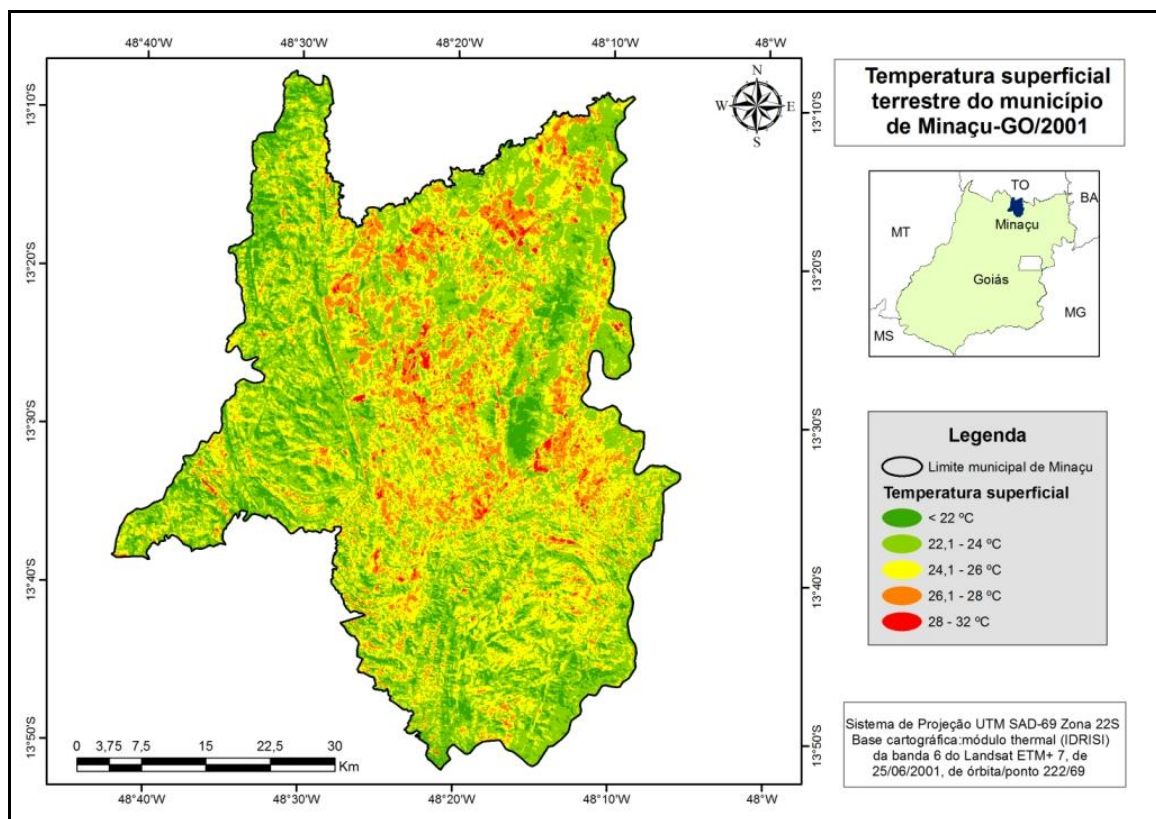 48°40'W 48°30'W 48°20'W 48°10'W 48°W
13°10'S
13°20'S
13°30'S
13°40'S
13°50'S
13°10'S
13°20'S
13°30'S
13°40'S
13°50'S
N
W E
S
0 3,75 7,5 15 22,5 30
Km
48°40'W 48°30'W 48°20'W 48°10'W 48°W
Temperatura superficial
terrestre do município
de Minaçu-GO/2001
TO
BA
Minaçu
MT
Goiás
MG
MS
Legenda
Limite municipal de Minaçu
Temperatura superficial
< 22 ºC
22,1 - 24 ºC
24,1 - 26 ºC
26,1 - 28 ºC
28 - 32 ºC
Sistema de Projeção UTM SAD-69 Zona 22S
Base cartográfica:módulo thermal (IDRISI)
da banda 6 do Landsat ETM+ 7, de
25/06/2001, de órbita/ponto 222/69